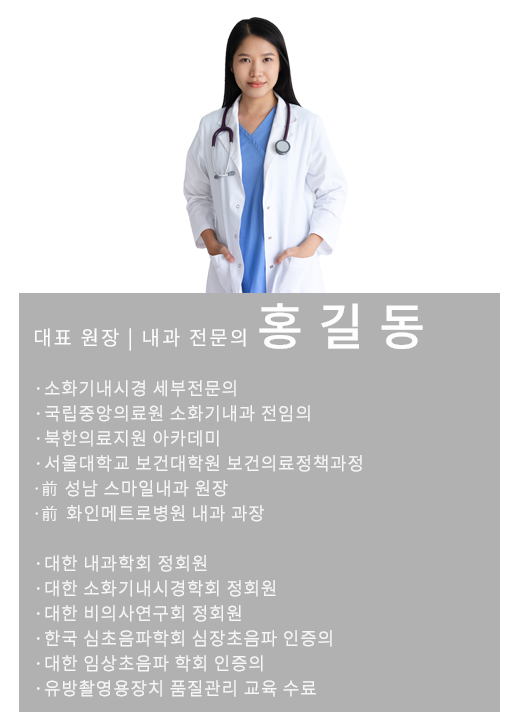 대표 원장 | 내과 전문의 홍 길 동
·소화기내시경 세부전문의
·국립중앙의료원 소화기내과 전임의
·북한의료지원 아카데미
·서울대학교 보건대학원 보건의료정책과정
·前 성남 스마일내과 원장
·前 화인메트로병원 내과 과장
·대한 내과학회 정회원
·대한 소화기내시경학회 정회원
·대한 비의사연구회 정회원
·한국 심초음파학회 심장초음파 인증의
·대한 임상초음파 학회 인증의
·유방촬영용장치 품질관리 교육 수료